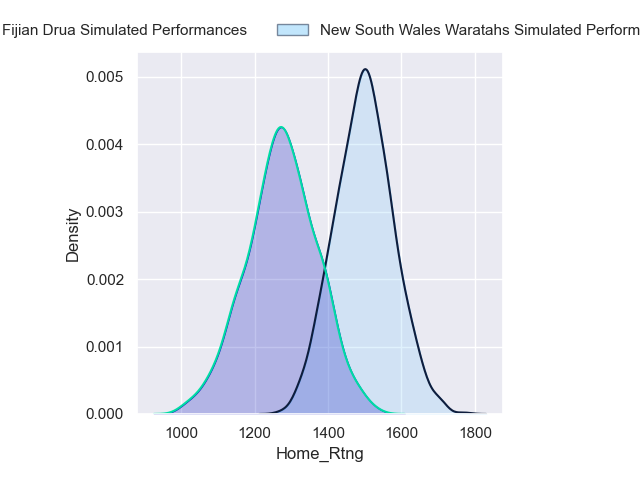 Fijian Drua Simulated Performances
New South Wales Waratahs Simulated Perform
0.005
0.004
0.003
0.002
0.001
0.000
Density
1000 1200 1400 1600 1800
Home_Rtng